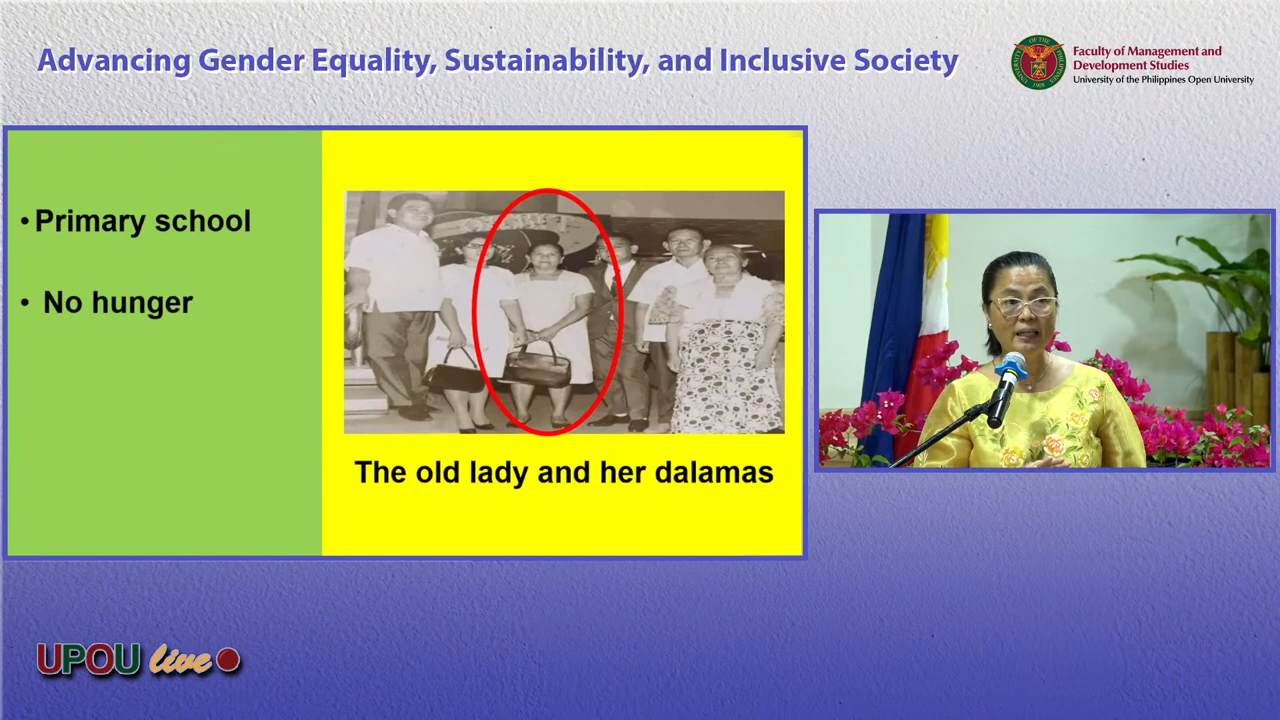 Advancing Gender Equality, Sustainability, and Inclusive Society
Faculty of Management and
Development Studies
University of the Philippines Open University
• Primary school
• No hunger
The old lady and her dalamas
UPOU live